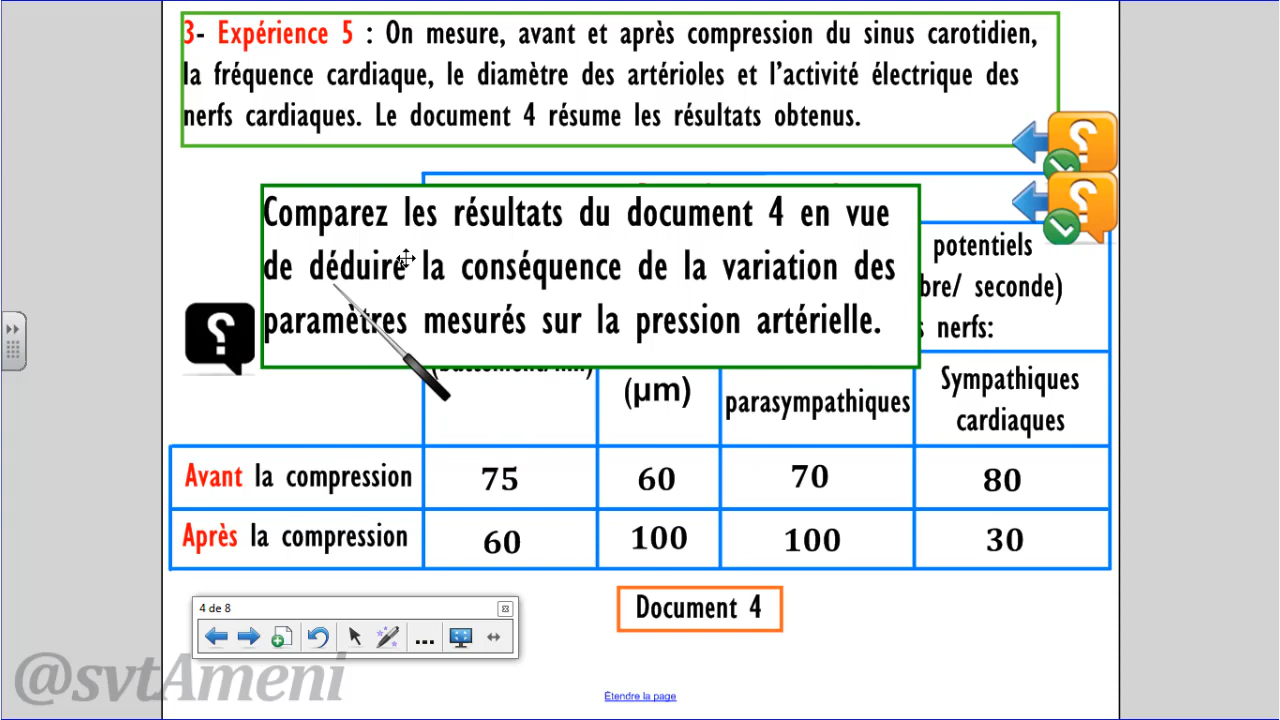 3- Expérience 5 : On mesure, avant et après compression du sinus carotidien,
la fréquence cardiaque, le diamètre des artérioles et l'activité électrique des
nerfs cardiaques. Le document 4 résume les résultats obtenus.
Comparez les résultats du document 4 en vue
de déduire la conséquence de la variation des
paramètres mesurés sur la pression artérielle.
potentiels
bre/ seconde)
nerfs:
(µm)
parasympathiques
Sympathiques
cardiaques
Avant la compression 75 60 70 80
Après la compression 60 100 100 30
Document 4
4 de 8
@svtAmeni
Étendre la page